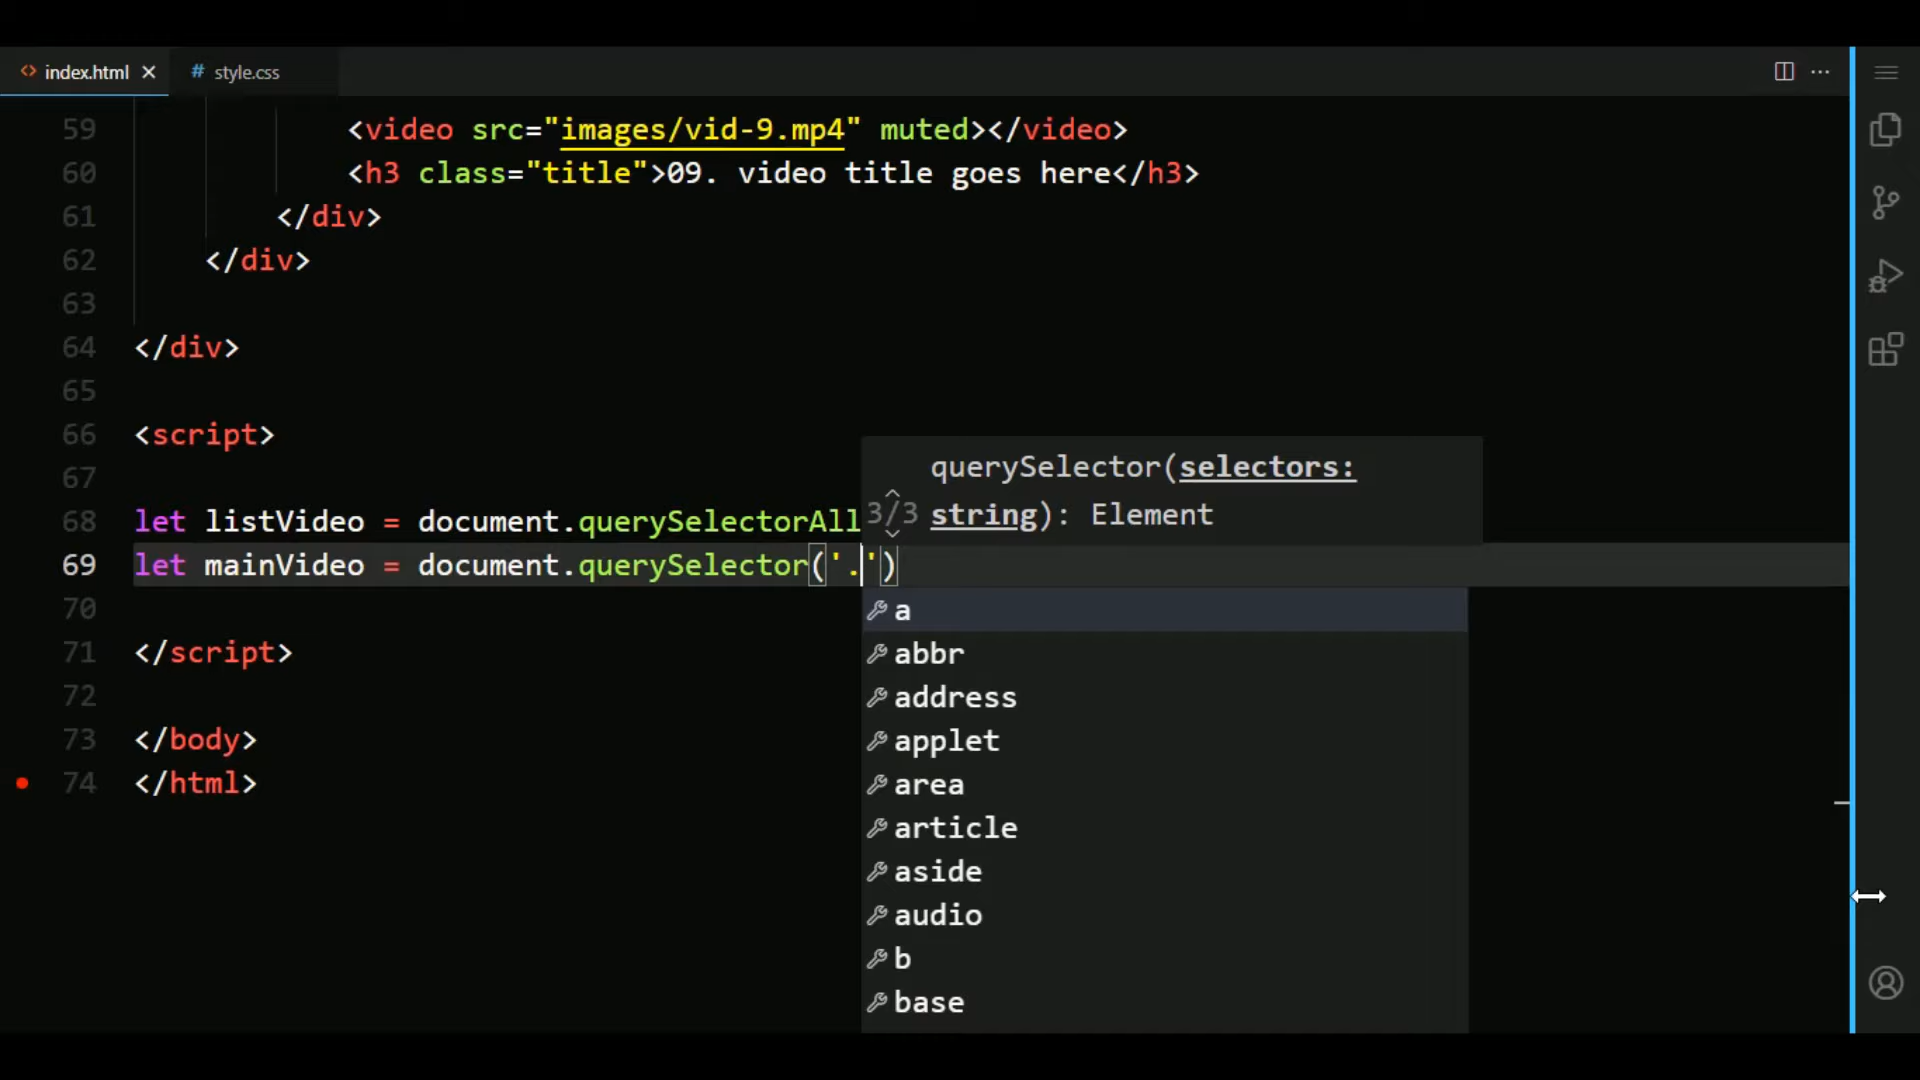 index.html
style.css
59 <video src="images/vid-9.mp4" muted></video>
60 <h3 class="title">09. video title goes here</h3>
61 </div>
62 </div>
63
64 </div>
65
66 <script>
67
querySelector(selectors:
3/3 string): Element
68 let listVideo = document.querySelectorAll
69 let mainVideo = document.querySelector('.')
70
71 </script>
72
73 </body>
74 </html>
a
abbr
address
applet
area
article
aside
audio
b
base